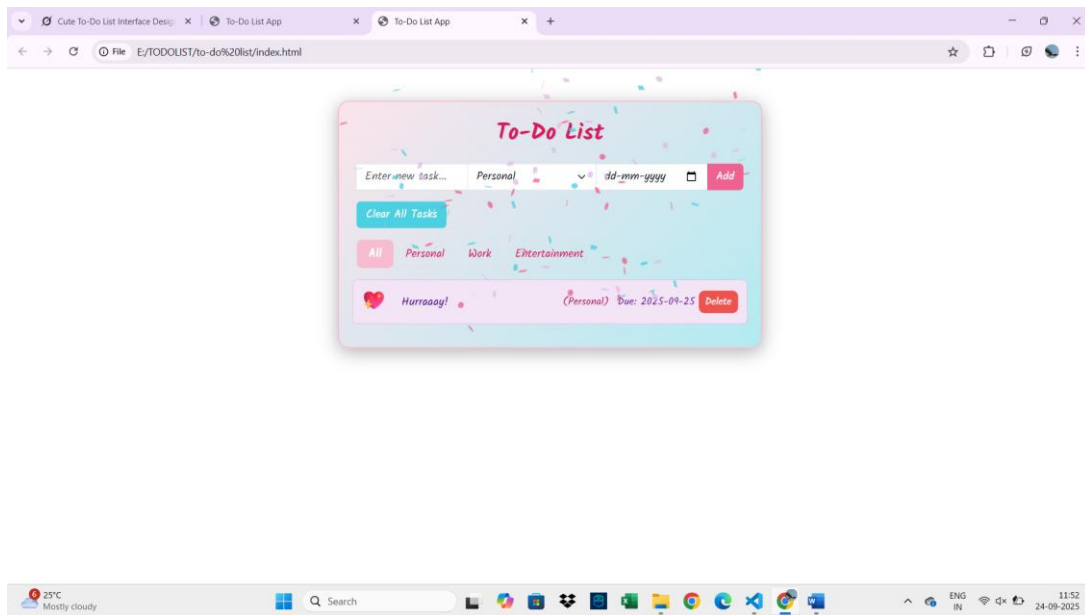 Cute To-Do List Interface Desig
To-Do List App
To-Do List App
File E:/TODOLIST/to-do%20list/index.html
To-Do List
Enter new task... Personal dd-mm-yyyy Add
Clear All Tasks
All Personal Work Entertainment
Hurraaay! (Personal) Due: 2025-09-25 Delete
6
25°C
Mostly cloudy
Search
ENG
IN
11:52
24-09-2025